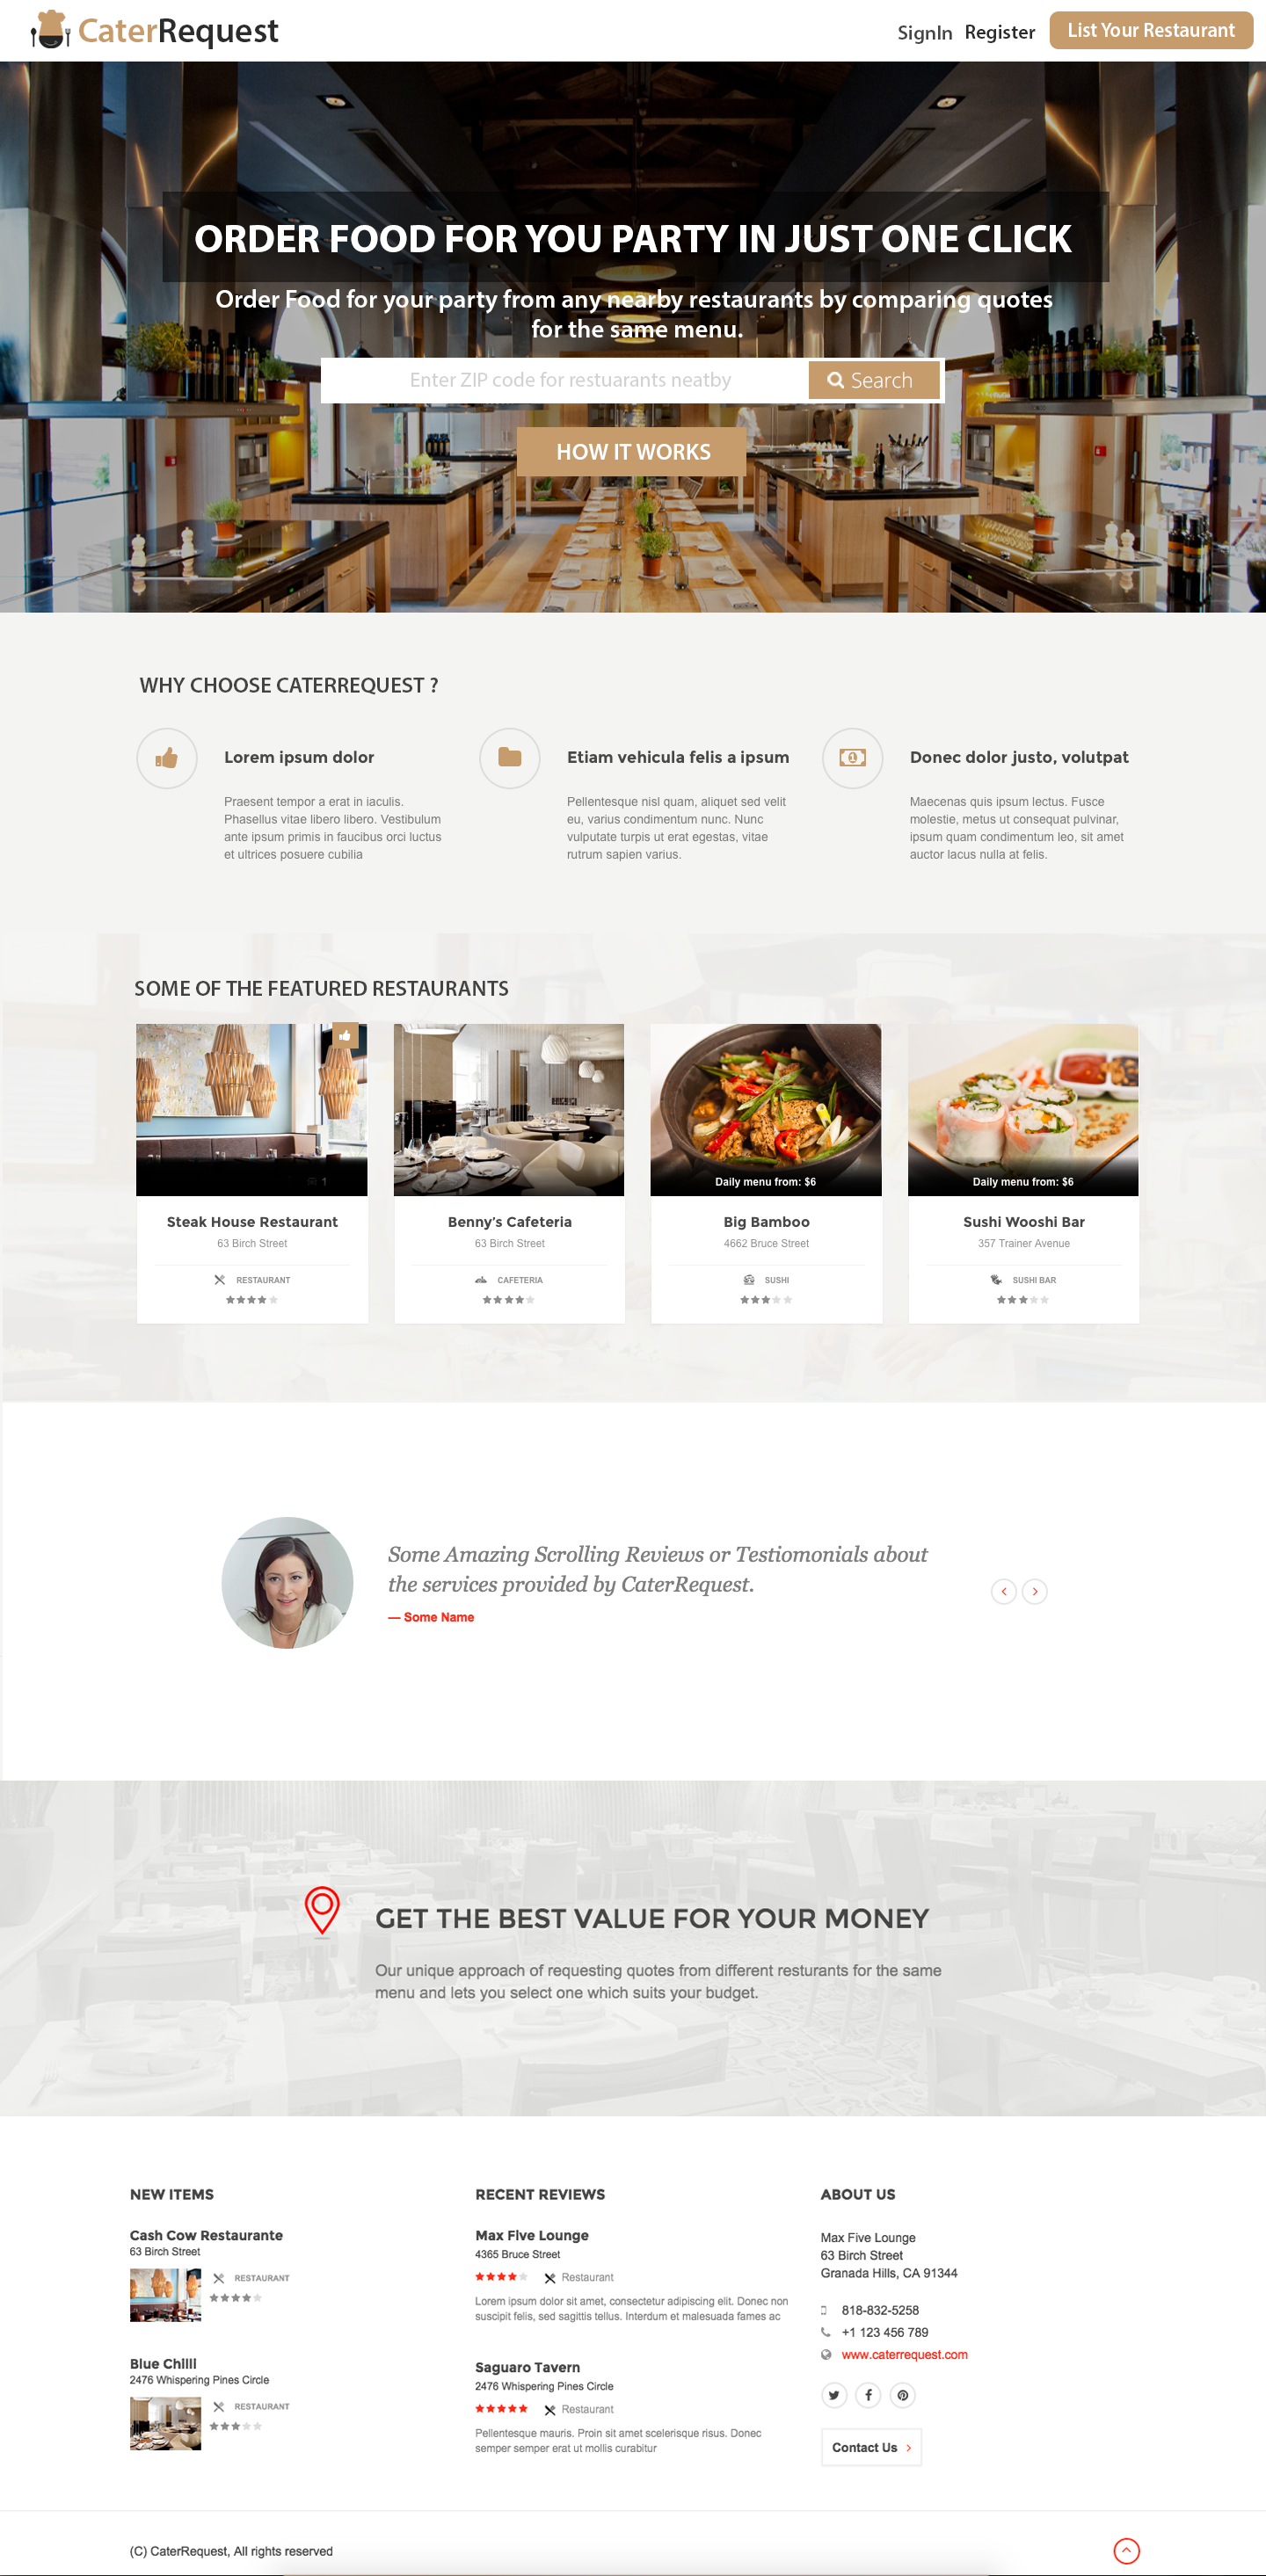 CaterRequest
SignIn Register List Your Restaurant
ORDER FOOD FOR YOU PARTY IN JUST ONE CLICK
Order Food for your party from any nearby restaurants by comparing quotes
for the same menu.
Enter ZIP code for restuarants neatby
Search
HOW IT WORKS
WHY CHOOSE CATERREQUEST ?
Lorem ipsum dolor
Praesent tempor a erat in iaculis.
Phasellus vitae libero libero. Vestibulum
ante ipsum primis in faucibus orci luctus
et ultrices posuere cubilia
Etiam vehicula felis a ipsum
Pellentesque nisl quam, aliquet sed velit
eu, varius condimentum nunc. Nunc
vulputate turpis ut erat egestas, vitae
rutrum sapien varius.
Donec dolor justo, volutpat
Maecenas quis ipsum lectus. Fusce
molestie, metus ut consequat pulvinar,
ipsum quam condimentum leo, sit amet
auctor lacus nulla at felis.
SOME OF THE FEATURED RESTAURANTS
1
Steak House Restaurant
63 Birch Street
RESTAURANT
Benny's Cafeteria
63 Birch Street
CAFETERIA
Daily menu from: $6
Big Bamboo
4662 Bruce Street
SUSHI
Daily menu from: $6
Sushi Wooshi Bar
357 Trainer Avenue
SUSHI BAR
Some Amazing Scrolling Reviews or Testiomonials about
the services provided by CaterRequest.
— Some Name
GET THE BEST VALUE FOR YOUR MONEY
Our unique approach of requesting quotes from different resturants for the same
menu and lets you select one which suits your budget.
NEW ITEMS
Cash Cow Restaurante
63 Birch Street
RESTAURANT
Blue Chilli
2476 Whispering Pines Circle
RESTAURANT
RECENT REVIEWS
Max Five Lounge
4365 Bruce Street
Restaurant
Lorem ipsum dolor sit amet, consectetur adipiscing elit. Donec non
suscipit felis, sed sagittis tellus. Interdum et malesuada fames ac
Saguaro Tavern
2476 Whispering Pines Circle
Restaurant
Pellentesque mauris. Proin sit amet scelerisque risus. Donec
semper semper erat ut mollis curabitur
ABOUT US
Max Five Lounge
63 Birch Street
Granada Hills, CA 91344
818-832-5258
+1 123 456 789
www.caterrequest.com
Contact Us
(C) CaterRequest, All rights reserved